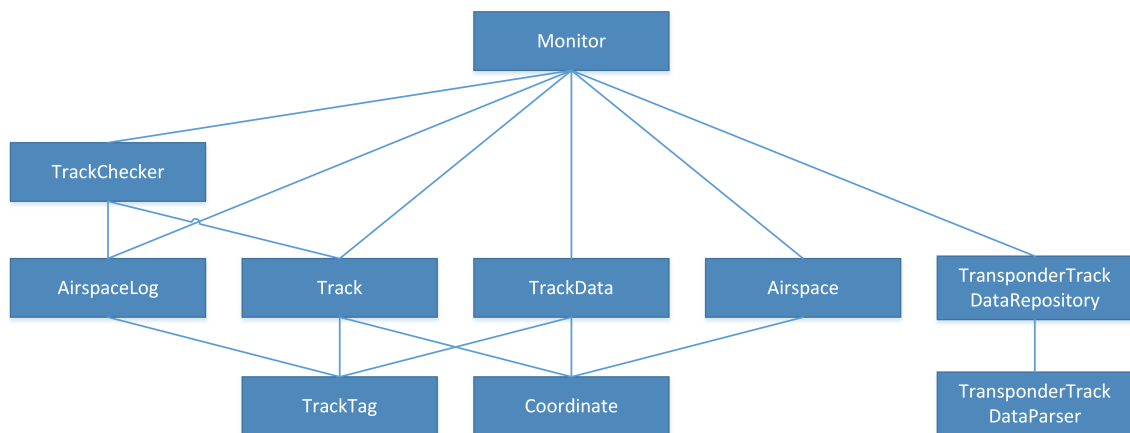 Monitor
TrackChecker
AirspaceLog
Track
TrackData
Airspace
TransponderTrack
DataRepository
TrackTag
Coordinate
TransponderTrack
DataParser